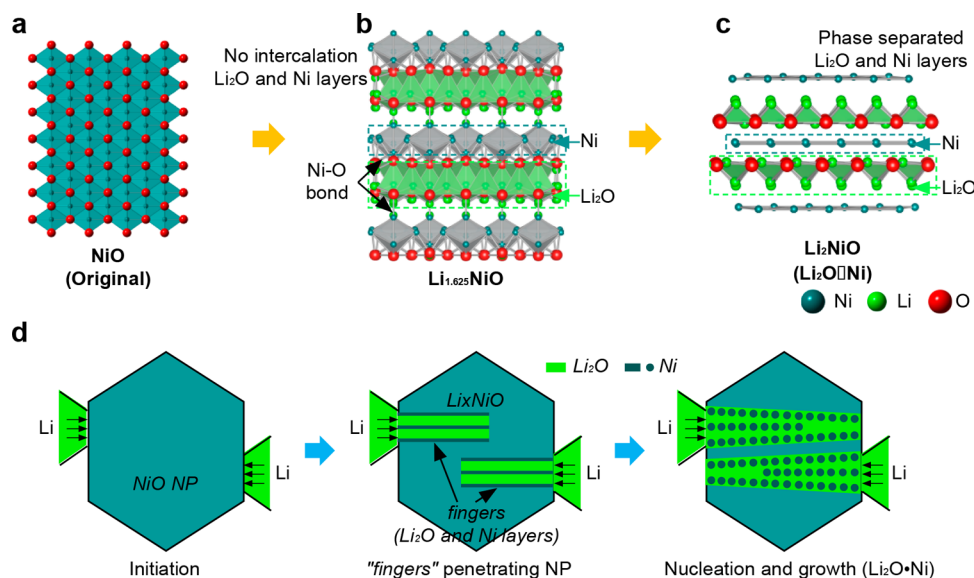 a
b
c
No intercalation
Li₂O and Ni layers
Phase separated
Li₂O and Ni layers
Ni-O
bond
Ni
Li₂O
Ni
Li₂O
NiO
(Original)
Li₁.₆₂₅NiO
Li₂NiO
(Li₂O▯Ni)
Ni Li O
d
Li₂O Ni
Li
NiO NP
Li
Initiation
Li
LixNiO
fingers
(Li₂O and Ni layers)
Li
"fingers" penetrating NP
Li
Li
Nucleation and growth (Li₂O•Ni)